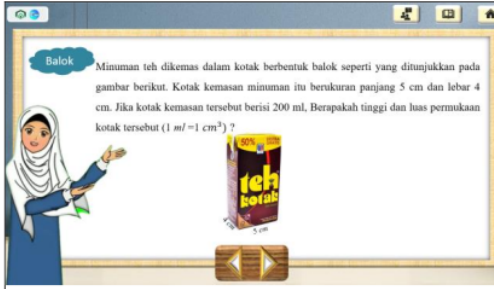 Balok
Minuman teh dikemas dalam kotak berbentuk balok seperti yang ditunjukkan pada
gambar berikut. Kotak kemasan minuman itu berukuran panjang 5 cm dan lebar 4
cm. Jika kotak kemasan tersebut berisi 200 ml, Berapakah tinggi dan luas permukaan
kotak tersebut (1 ml =1 cm³) ?
50%
teh
kotak
4 cm
5 cm